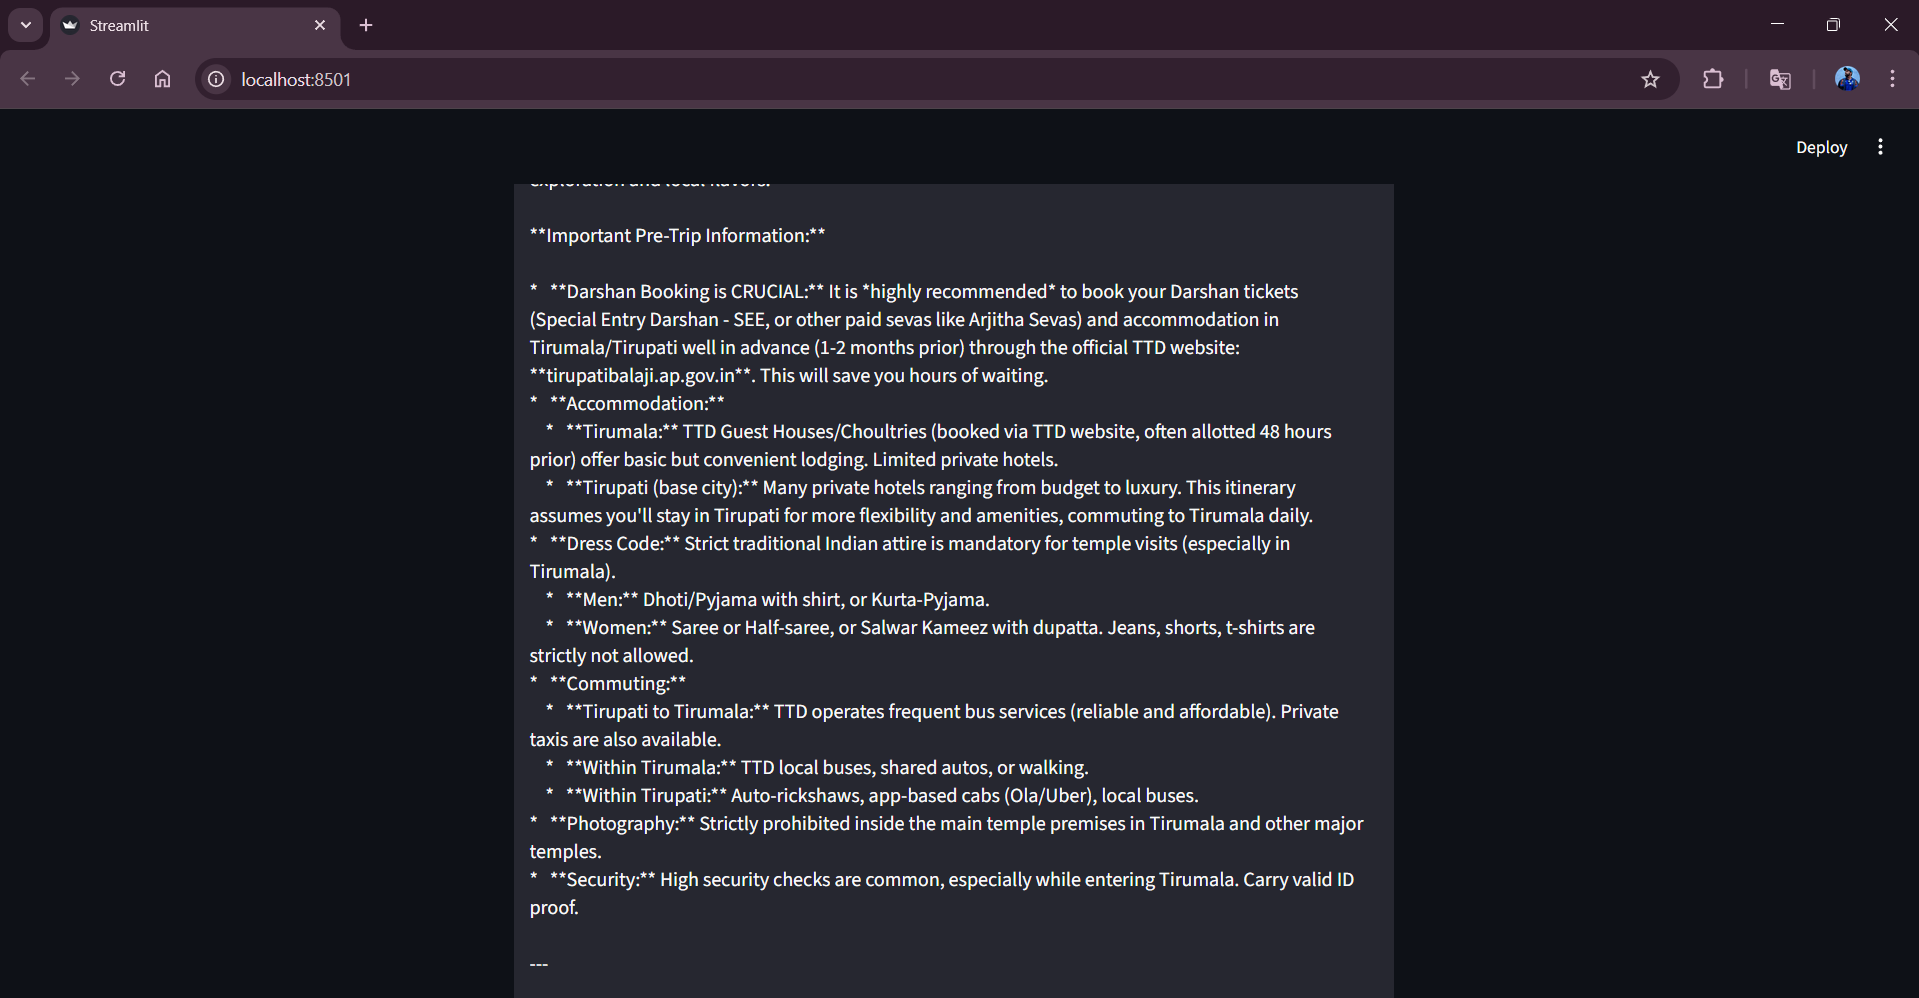 Streamlit
localhost:8501
Deploy
exploration and local flavors.
**Important Pre-Trip Information:**
* **Darshan Booking is CRUCIAL:** It is *highly recommended* to book your Darshan tickets
(Special Entry Darshan - SEE, or other paid sevas like Arjitha Sevas) and accommodation in
Tirumala/Tirupati well in advance (1-2 months prior) through the official TTD website:
**tirupatibalaji.ap.gov.in**. This will save you hours of waiting.
* **Accommodation:**
* **Tirumala:** TTD Guest Houses/Choultries (booked via TTD website, often allotted 48 hours
prior) offer basic but convenient lodging. Limited private hotels.
* **Tirupati (base city):** Many private hotels ranging from budget to luxury. This itinerary
assumes you'll stay in Tirupati for more flexibility and amenities, commuting to Tirumala daily.
* **Dress Code:** Strict traditional Indian attire is mandatory for temple visits (especially in
Tirumala).
* **Men:** Dhoti/Pyjama with shirt, or Kurta-Pyjama.
* **Women:** Saree or Half-saree, or Salwar Kameez with dupatta. Jeans, shorts, t-shirts are
strictly not allowed.
* **Commuting:**
* **Tirupati to Tirumala:** TTD operates frequent bus services (reliable and affordable). Private
taxis are also available.
* **Within Tirumala:** TTD local buses, shared autos, or walking.
* **Within Tirupati:** Auto-rickshaws, app-based cabs (Ola/Uber), local buses.
* **Photography:** Strictly prohibited inside the main temple premises in Tirumala and other major
temples.
* **Security:** High security checks are common, especially while entering Tirumala. Carry valid ID
proof.
---